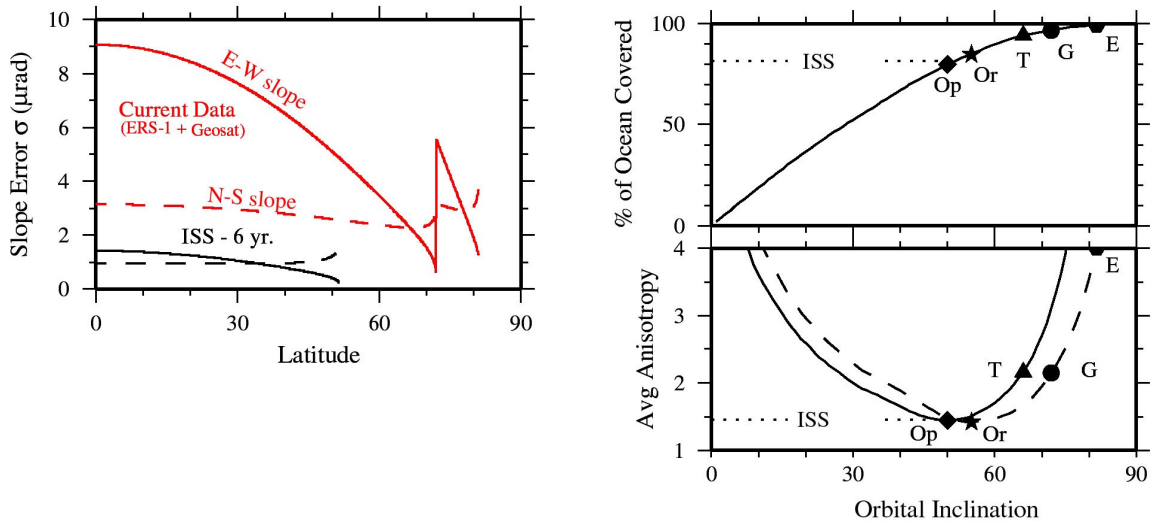 10
8
6
4
2
0
Slope Error σ (μrad)
E-W slope
Current Data
(ERS-1 + Geosat)
N-S slope
ISS - 6 yr.
0 30 60 90
Latitude
100
50
0
% of Ocean Covered
ISS
Op
Or
T
G
E
4
3
2
1
Avg Anisotropy
E
T
G
ISS
Op
Or
0 30 60 90
Orbital Inclination